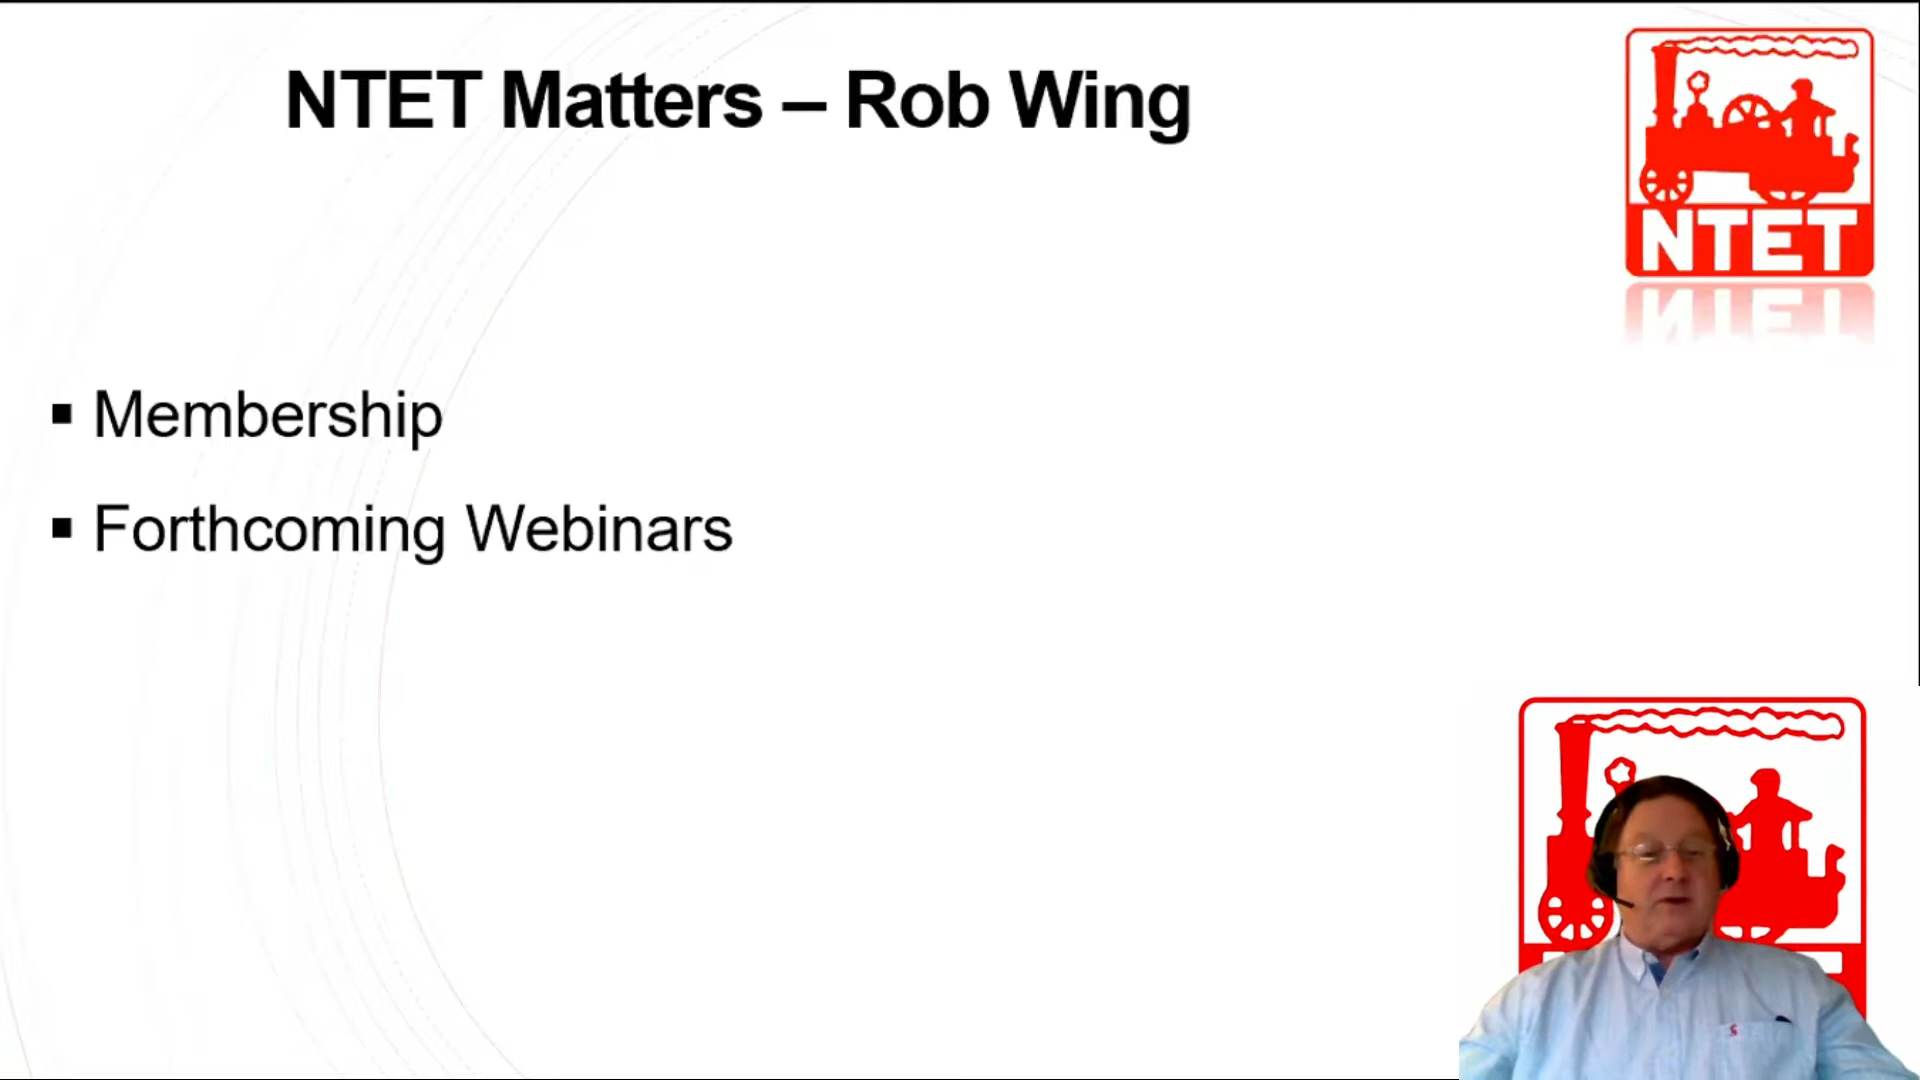 NTET Matters – Rob Wing
NTET
▪ Membership
▪ Forthcoming Webinars